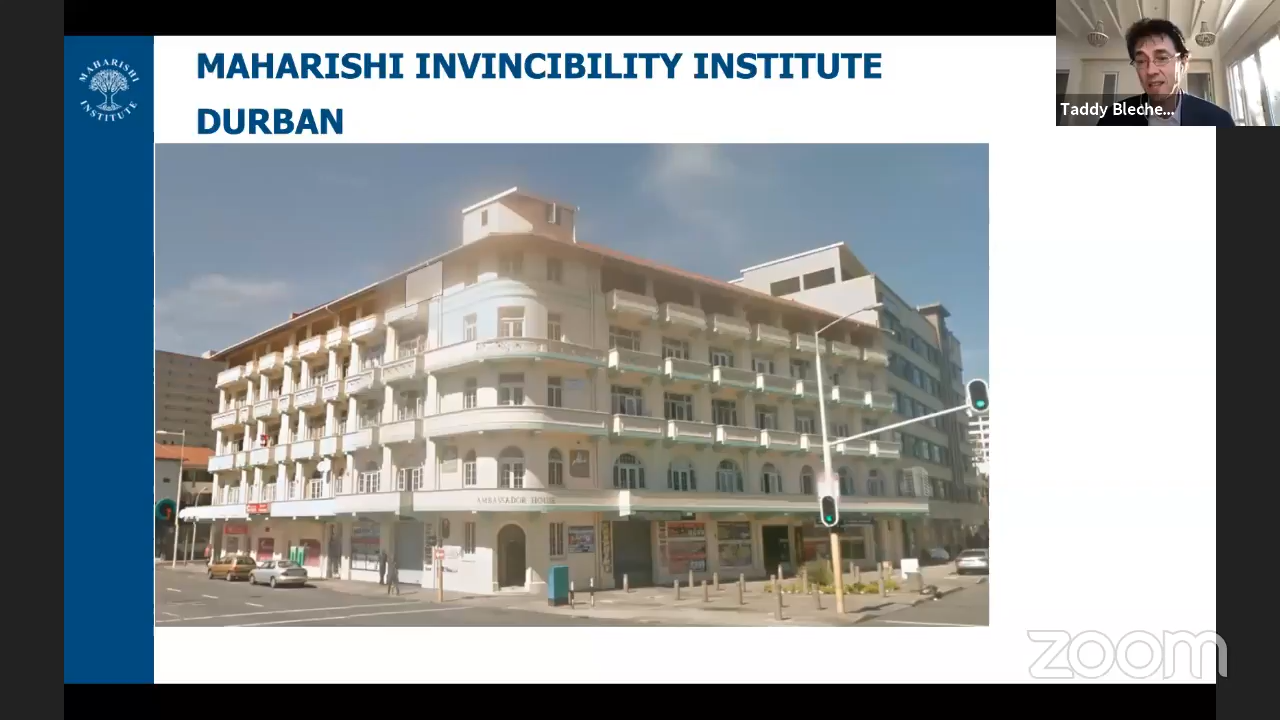 MAHARISHI INVINCIBILITY INSTITUTE
DURBAN
MAHARISHI
INSTITUTE
Taddy Bleche...
AMBASSADOR HOUSE
zoom